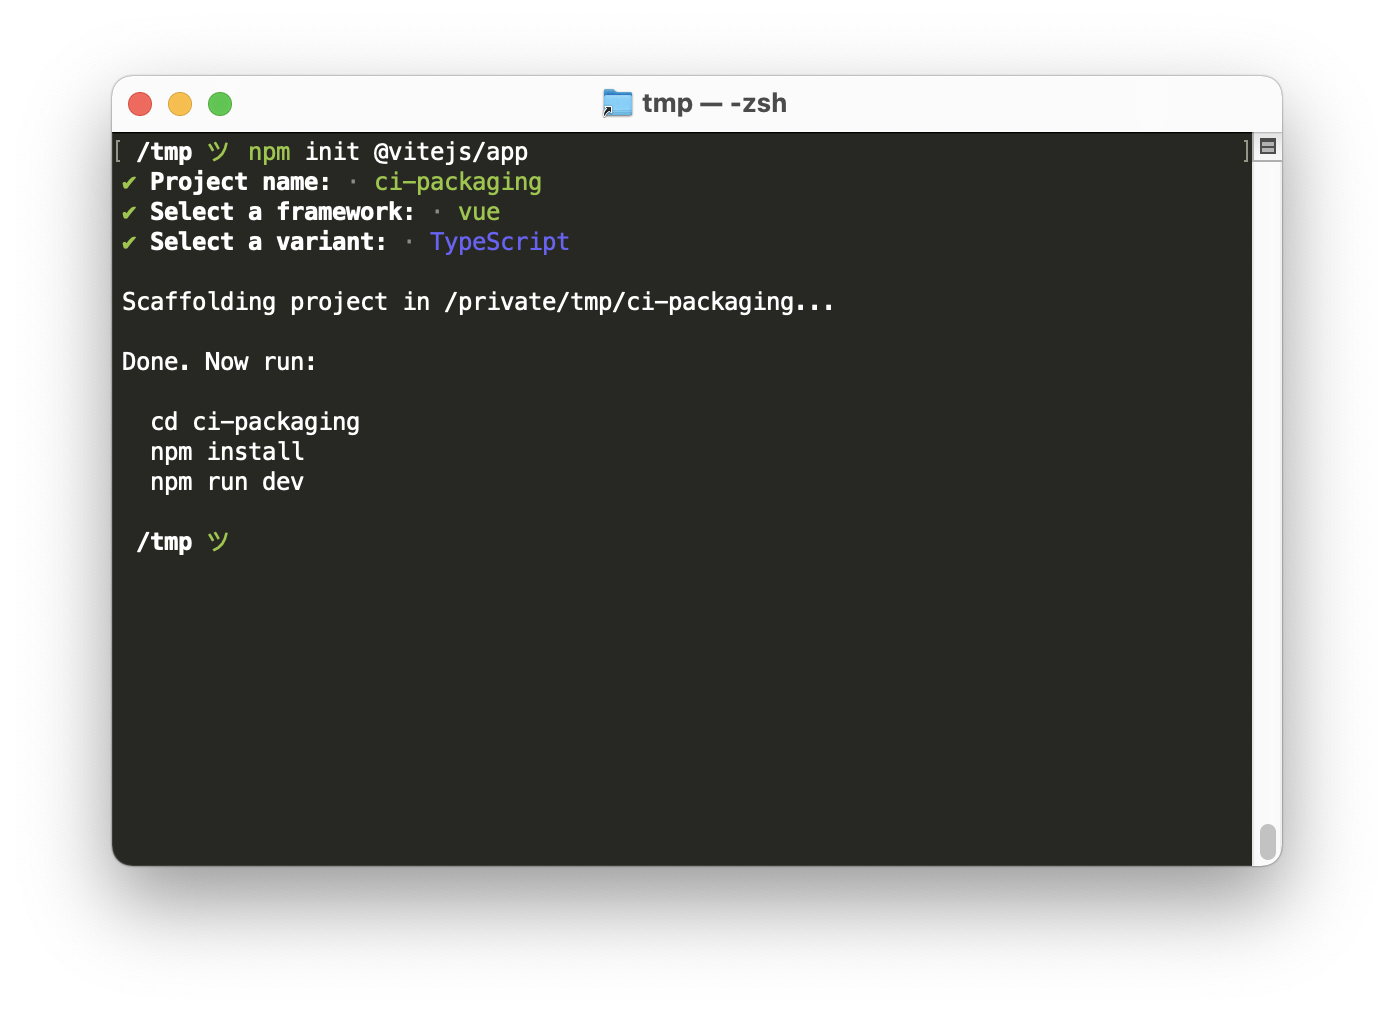 tmp — -zsh
[ /tmp ツ npm init @vitejs/app ]
✔ Project name: · ci-packaging
✔ Select a framework: · vue
✔ Select a variant: · TypeScript
Scaffolding project in /private/tmp/ci-packaging...
Done. Now run:
cd ci-packaging
npm install
npm run dev
/tmp ツ